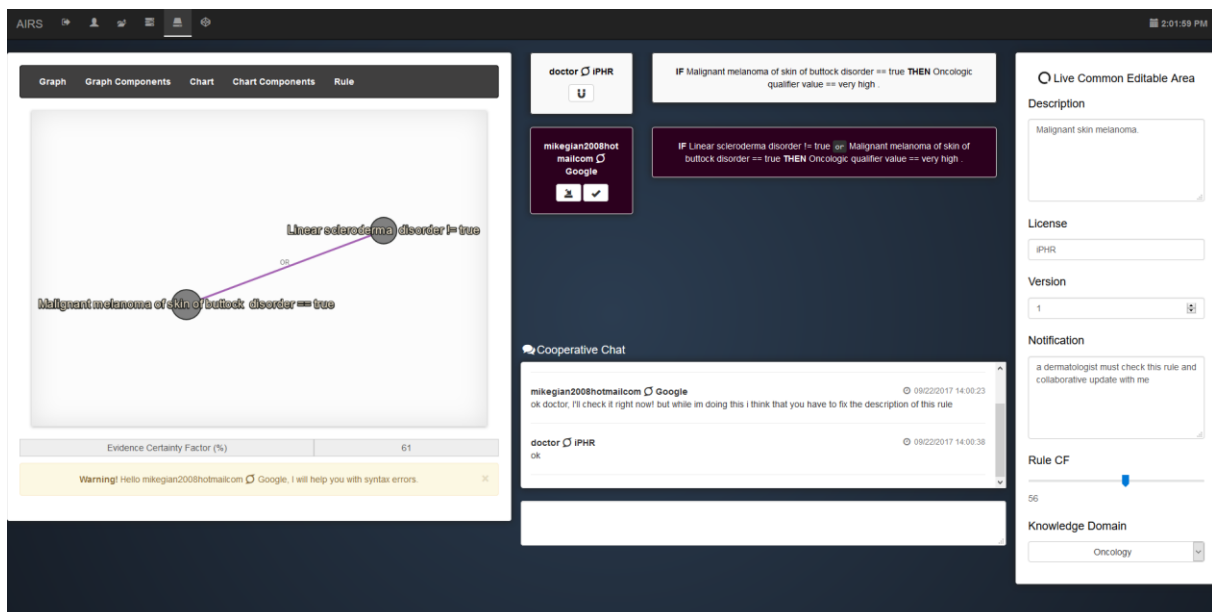 AIRS
2:01:59 PM
Graph Graph Components Chart Chart Components Rule
Linear scleroderma disorder != true
OR
Malignant melanoma of skin of buttock disorder == true
Evidence Certainty Factor (%) 61
Warning! Hello mikegian2008hotmailcom Google, I will help you with syntax errors. ×
doctor iPHR
IF Malignant melanoma of skin of buttock disorder == true THEN Oncologic
qualifier value == very high .
mikegian2008hot
mailcom
Google
IF Linear scleroderma disorder != true or Malignant melanoma of skin of
buttock disorder == true THEN Oncologic qualifier value == very high .
Cooperative Chat
mikegian2008hotmailcom Google 09/22/2017 14:00:23
ok doctor, I'll check it right now! but while im doing this i think that you have to fix the description of this rule
doctor iPHR 09/22/2017 14:00:38
ok
Live Common Editable Area
Description
Malignant skin melanoma.
License
iPHR
Version
1
Notification
a dermatologist must check this rule and
collaborative update with me
Rule CF
56
Knowledge Domain
Oncology